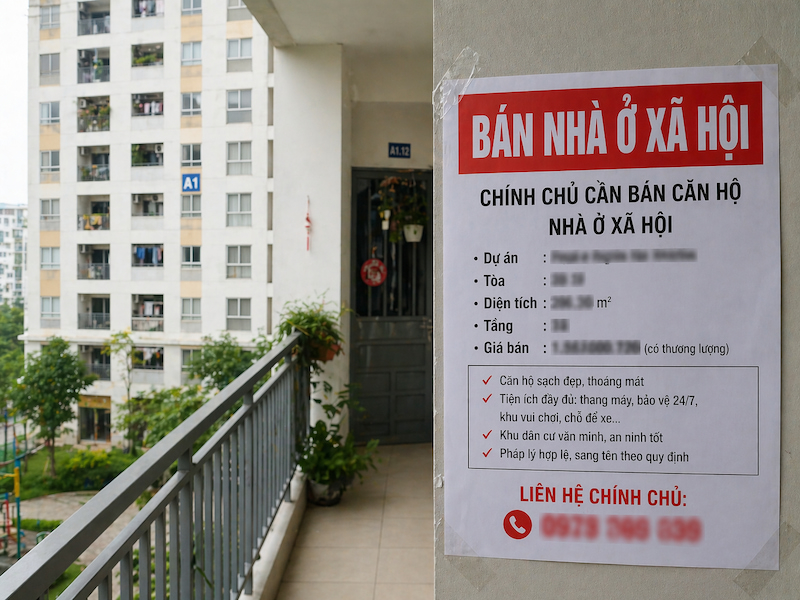 A1
A1.12
BÁN NHÀ Ở XÃ HỘI
CHÍNH CHỦ CẦN BÁN CĂN HỘ
NHÀ Ở XÃ HỘI
• Dự án :
• Tòa :
• Diện tích : m²
• Tầng :
• Giá bán : (có thương lượng)
✓ Căn hộ sạch đẹp, thoáng mát
✓ Tiện ích đầy đủ: thang máy, bảo vệ 24/7,
khu vui chơi, chỗ để xe...
✓ Khu dân cư văn minh, an ninh tốt
✓ Pháp lý hợp lệ, sang tên theo quy định
LIÊN HỆ CHÍNH CHỦ: